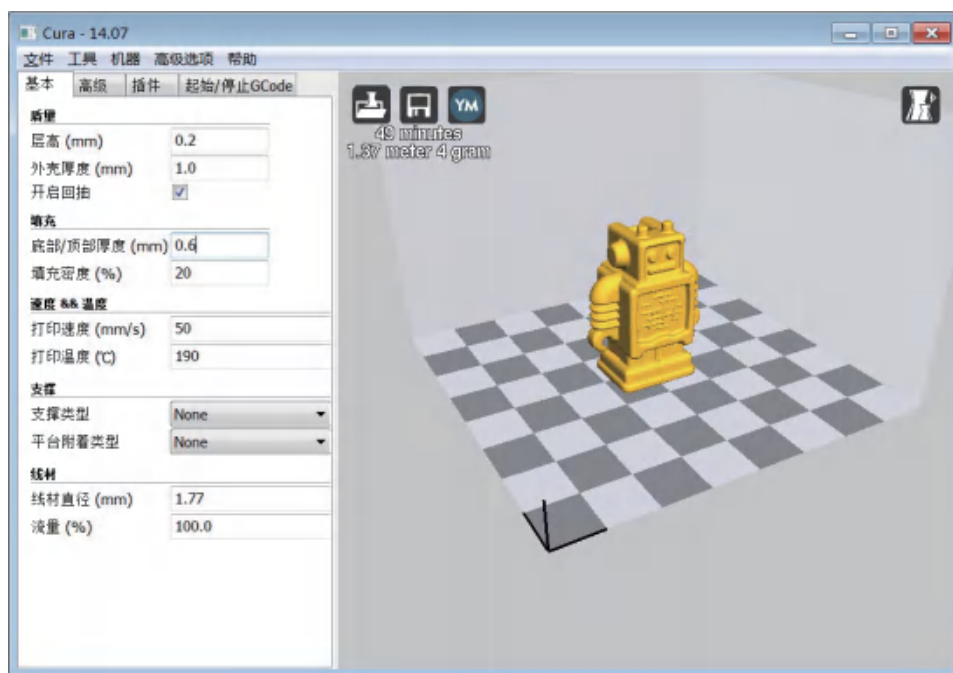 Cura - 14.07
文件 工具 机器 高级选项 帮助
基本 高级 插件 起始/停止GCode
质量
层高 (mm) 0.2
外壳厚度 (mm) 1.0
开启回抽
填充
底部/顶部厚度 (mm) 0.6
填充密度 (%) 20
速度 && 温度
打印速度 (mm/s) 50
打印温度 (℃) 190
支撑
支撑类型 None
平台附着类型 None
线材
线材直径 (mm) 1.77
流量 (%) 100.0
YM
49 minutes
1.37 meter 4 gram